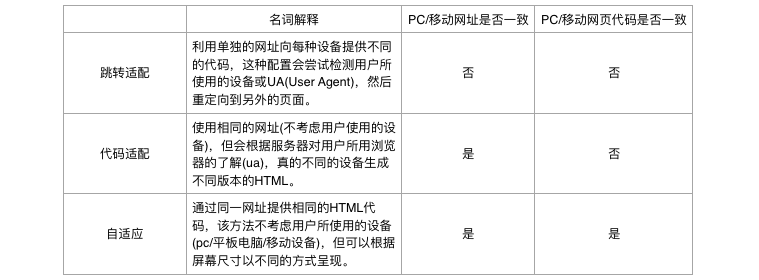 名词解释 PC/移动网址是否一致 PC/移动网页代码是否一致
利用单独的网址向每种设备提供不同
的代码，这种配置会尝试检测用户所
跳转适配 否 否
使用的设备或UA(User Agent)，然后
重定向到另外的页面。
使用相同的网址(不考虑用户使用的设
备)，但会根据服务器对用户所用浏览
代码适配 是 否
器的了解(ua)，真的不同的设备生成
不同版本的HTML。
通过同一网址提供相同的HTML代
码，该方法不考虑用户所使用的设备
自适应 是 是
(pc/平板电脑/移动设备)，但可以根据
屏幕尺寸以不同的方式呈现。